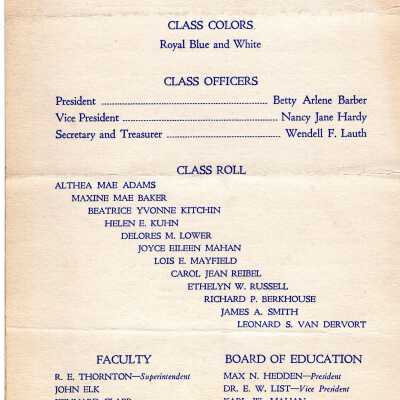 CLASS COLORS
Royal Blue and White
CLASS OFFICERS
President ........ Betty Arlene Barber
Vice President ........ Nancy Jane Hardy
Secretary and Treasurer ........ Wendell F. Lauth
CLASS ROLL
ALTHEA MAE ADAMS
MAXINE MAE BAKER
BEATRICE YVONNE KITCHIN
HELEN E. KUHN
DELORES M. LOWER
JOYCE EILEEN MAHAN
LOIS E. MAYFIELD
CAROL JEAN REIBEL
ETHELYN W. RUSSELL
RICHARD P. BERKHOUSE
JAMES A. SMITH
LEONARD S. VAN DERVORT
FACULTY
R. E. THORNTON—Superintendent
JOHN ELK
BOARD OF EDUCATION
MAX N. HEDDEN—President
DR. E. W. LIST—Vice President
KARL W. MAHAN